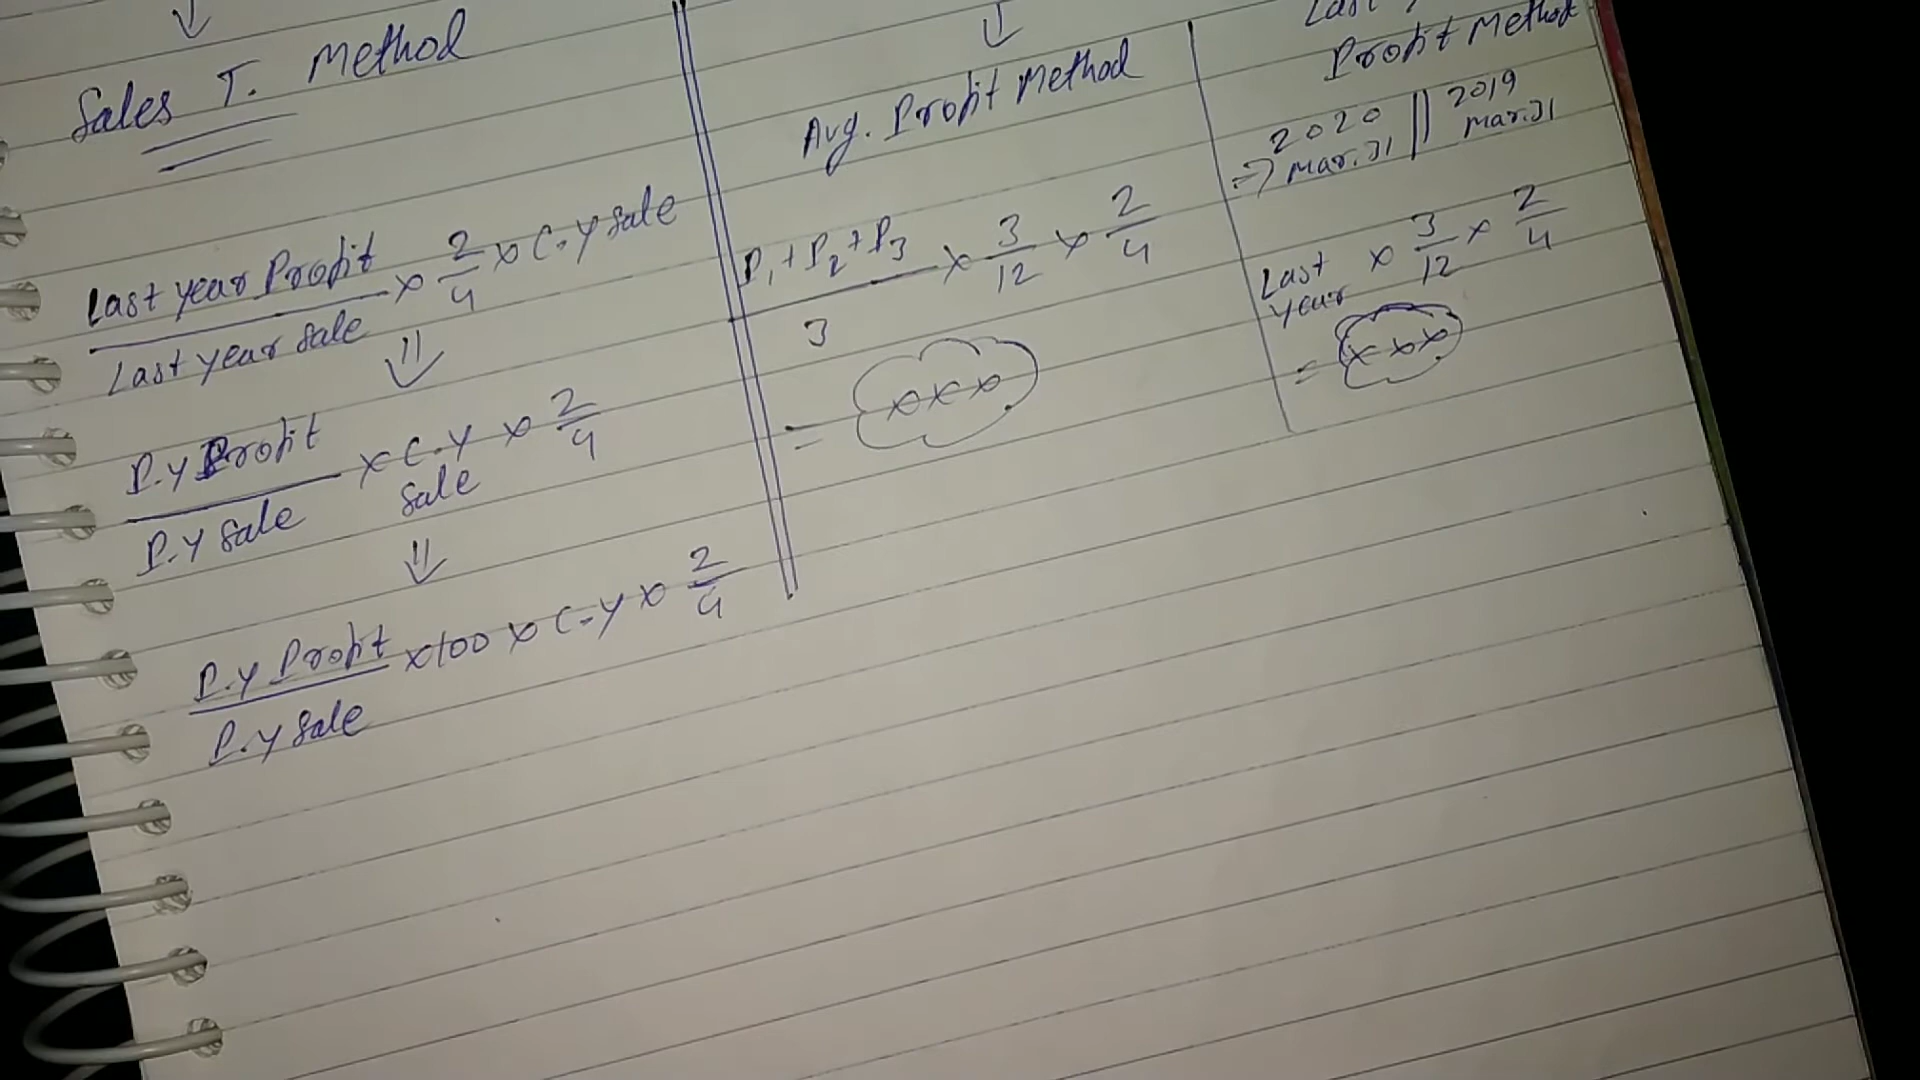 Sales T. Method
Last year Profit / Last year Sale × 2/4 × C.Y Sale
⇓
P.Y Profit / P.Y Sale × C.Y Sale × 2/4
⇓
P.Y Profit / P.Y Sale × 100 × C.Y × 2/4
Avg. Profit Method
P₁ + P₂ + P₃ / 3 × 3/12 × 2/4
= ×××
Last
Profit Method
⇒ 2020 Mar. 31 || 2019 Mar. 31
Last year × 3/12 × 2/4
= ×××